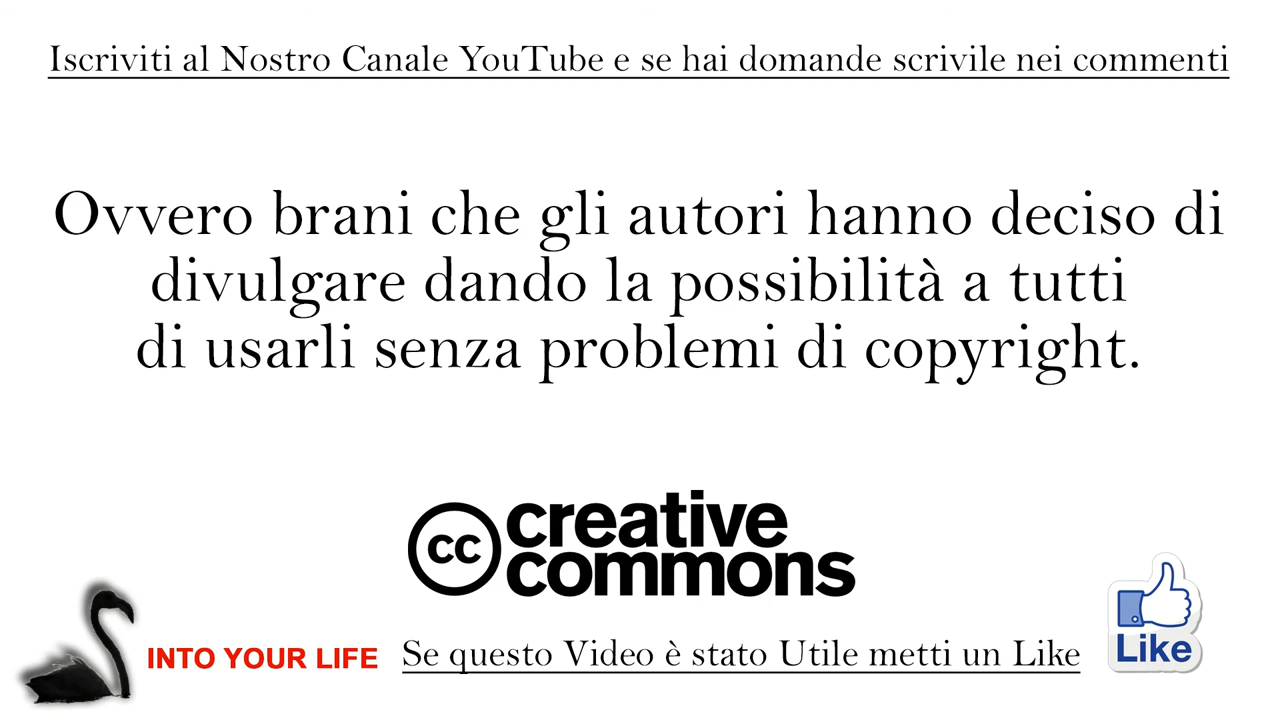 Iscriviti al Nostro Canale YouTube e se hai domande scrivile nei commenti
Ovvero brani che gli autori hanno deciso di
divulgare dando la possibilità a tutti
di usarli senza problemi di copyright.
cc creative
commons
INTO YOUR LIFE
Se questo Video è stato Utile metti un Like
Like